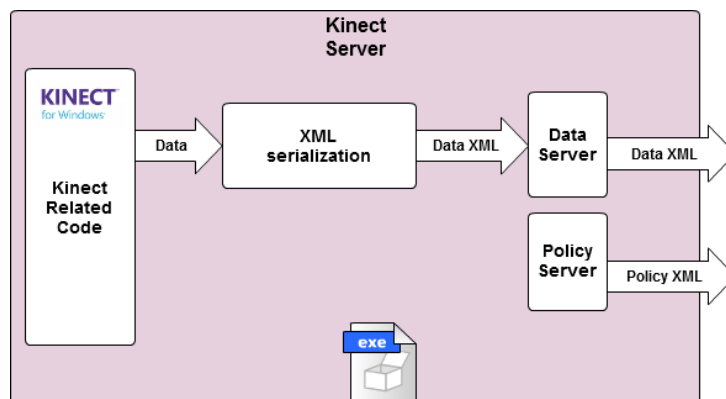 Kinect
Server
KINECT
for Windows
Kinect
Related
Code
Data
XML
serialization
Data XML
Data
Server
Data XML
Policy
Server
Policy XML
exe